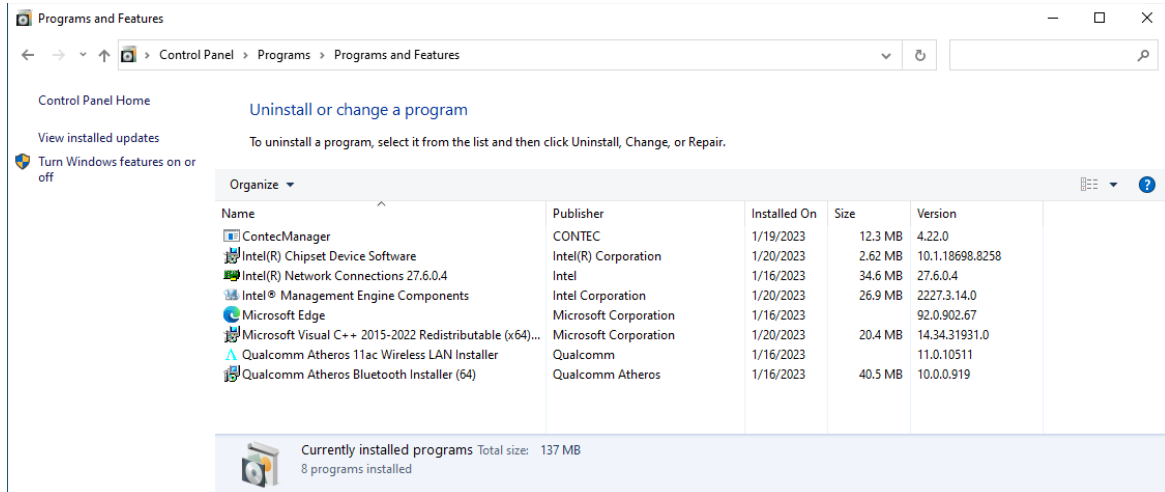 Programs and Features
Control Panel > Programs > Programs and Features
Control Panel Home
View installed updates
Turn Windows features on or
off
Uninstall or change a program
To uninstall a program, select it from the list and then click Uninstall, Change, or Repair.
Organize
Name Publisher Installed On Size Version
ContecManager CONTEC 1/19/2023 12.3 MB 4.22.0
Intel(R) Chipset Device Software Intel(R) Corporation 1/20/2023 2.62 MB 10.1.18698.8258
Intel(R) Network Connections 27.6.0.4 Intel 1/16/2023 34.6 MB 27.6.0.4
Intel® Management Engine Components Intel Corporation 1/20/2023 26.9 MB 2227.3.14.0
Microsoft Edge Microsoft Corporation 1/16/2023 92.0.902.67
Microsoft Visual C++ 2015-2022 Redistributable (x64)... Microsoft Corporation 1/20/2023 20.4 MB 14.34.31931.0
Qualcomm Atheros 11ac Wireless LAN Installer Qualcomm 1/16/2023 11.0.10511
Qualcomm Atheros Bluetooth Installer (64) Qualcomm Atheros 1/16/2023 40.5 MB 10.0.0.919
Currently installed programs Total size: 137 MB
8 programs installed